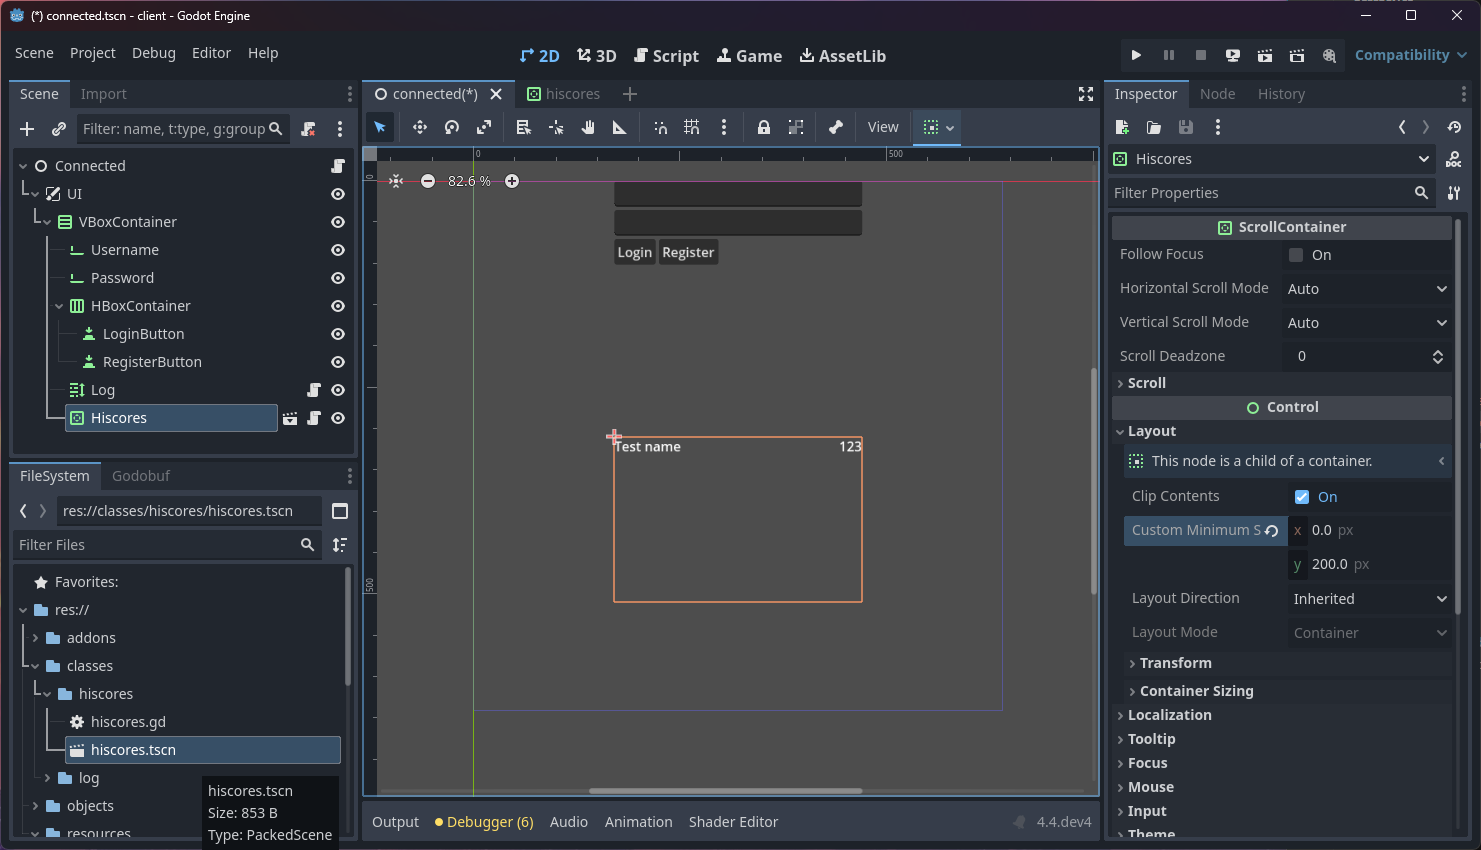 (*) connected.tscn - client - Godot Engine
Scene Project Debug Editor Help
2D 3D Script Game AssetLib
Compatibility
Scene Import
Filter: name, t:type, g:group
Connected
UI
VBoxContainer
Username
Password
HBoxContainer
LoginButton
RegisterButton
Log
Hiscores
FileSystem Godobuf
res://classes/hiscores/hiscores.tscn
Filter Files
Favorites:
res://
addons
classes
hiscores
hiscores.gd
hiscores.tscn
log
objects
resources
hiscores.tscn
Size: 853 B
Type: PackedScene
connected(*) hiscores
View
0 500
0
500
82.6 %
Login Register
Test name 123
Output Debugger (6) Audio Animation Shader Editor 4.4.dev4
Inspector Node History
Hiscores
Filter Properties
ScrollContainer
Follow Focus On
Horizontal Scroll Mode Auto
Vertical Scroll Mode Auto
Scroll Deadzone 0
Scroll
Control
Layout
This node is a child of a container.
Clip Contents On
Custom Minimum S x 0.0 px
y 200.0 px
Layout Direction Inherited
Layout Mode Container
Transform
Container Sizing
Localization
Tooltip
Focus
Mouse
Input
Theme